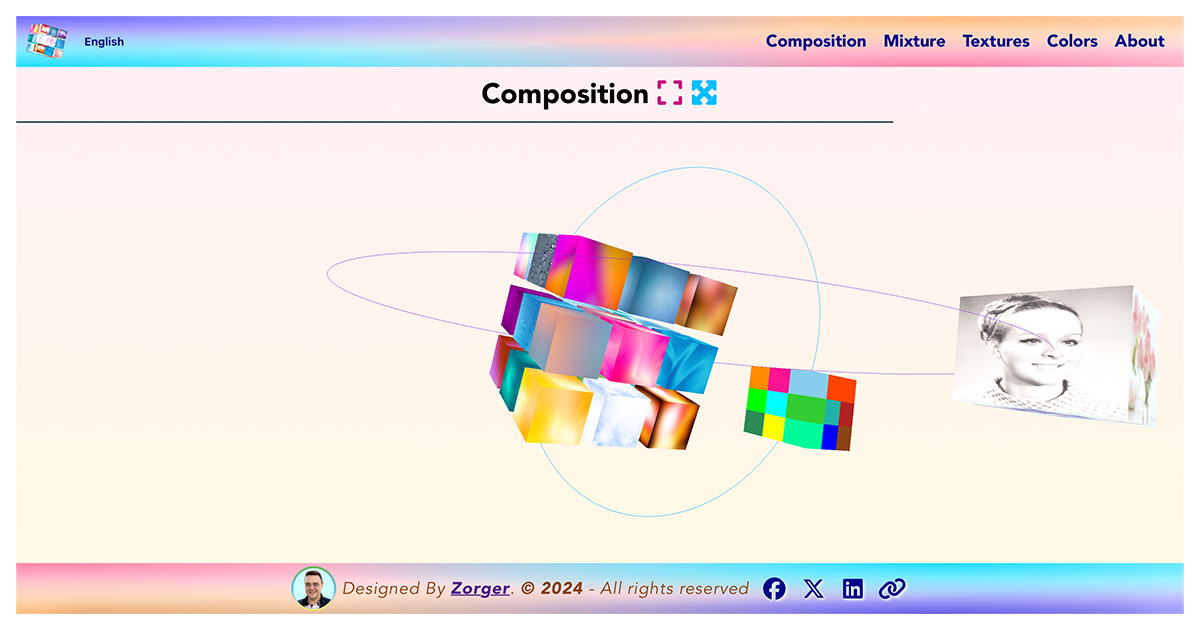 English
Composition Mixture Textures Colors About
Composition
Designed By Zorger. © 2024 - All rights reserved